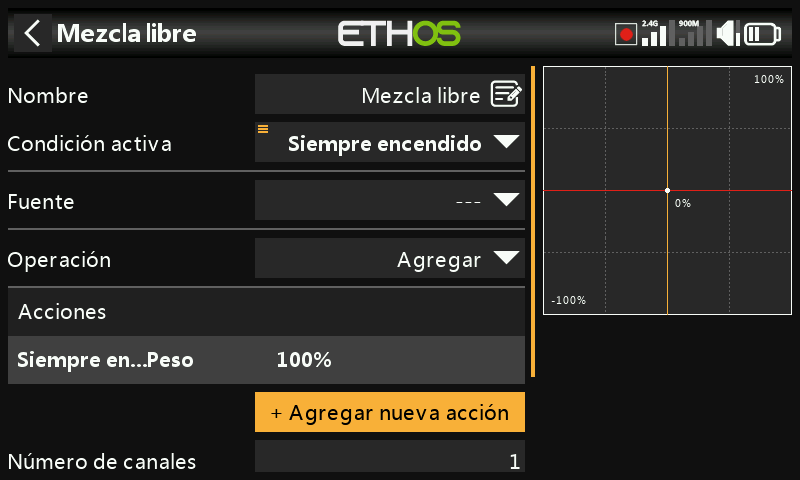 Mezcla libre
ETHOS
2.4G
900M
Nombre
Mezcla libre
Condición activa
Siempre encendido
Fuente
---
Operación
Agregar
Acciones
Siempre en...Peso
100%
+ Agregar nueva acción
Número de canales
1
100%
0%
-100%